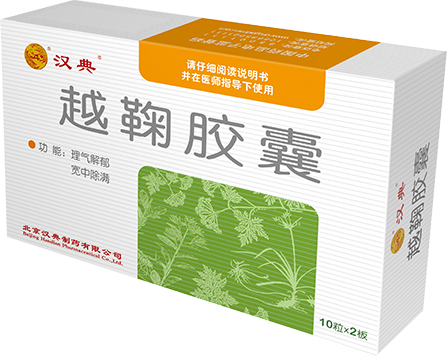 汉典
请仔细阅读说明书
并在医师指导下使用
越鞠胶囊
功能：理气解郁
宽中除满
北京汉典制药有限公司
Beijing Handian Pharmaceutical Co.,Ltd.
10粒×2板
汉典
越鞠胶囊